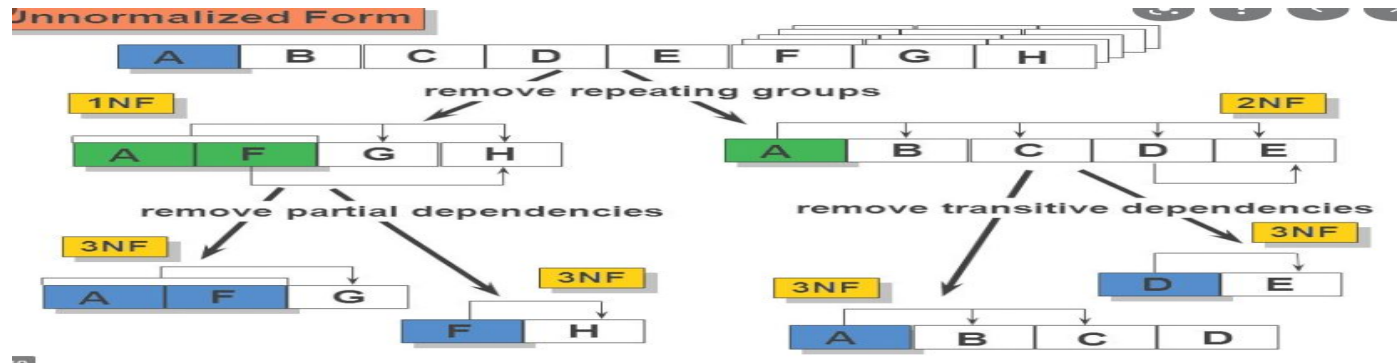 Unnormalized Form
A B C D E F G H
remove repeating groups
1NF
2NF
A F G H
A B C D E
remove partial dependencies
remove transitive dependencies
3NF
3NF
3NF
3NF
A F G
D E
F H
A B C D